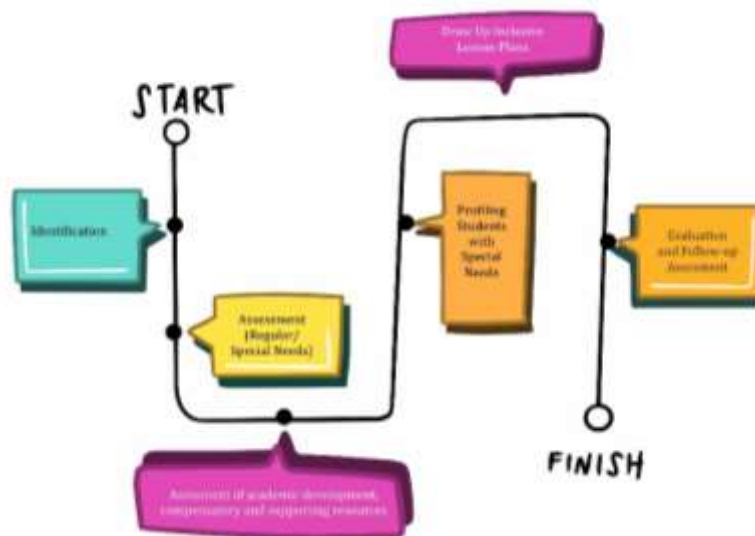 START
Identification
Assessment
(Regular/
Special Needs)
Assessment of academic development,
compensatory and supporting resources
Profiling
Students
with
Special
Needs
Draw Up Inclusive
Lesson Plans
Evaluation
and Follow-up
Assessment
FINISH